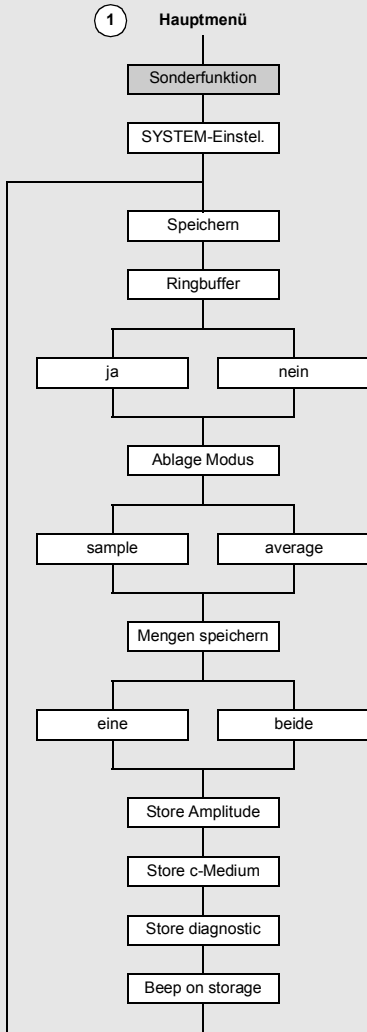 1 Hauptmenü
Sonderfunktion
SYSTEM-Einstel.
Speichern
Ringbuffer
ja nein
Ablage Modus
sample average
Mengen speichern
eine beide
Store Amplitude
Store c-Medium
Store diagnostic
Beep on storage